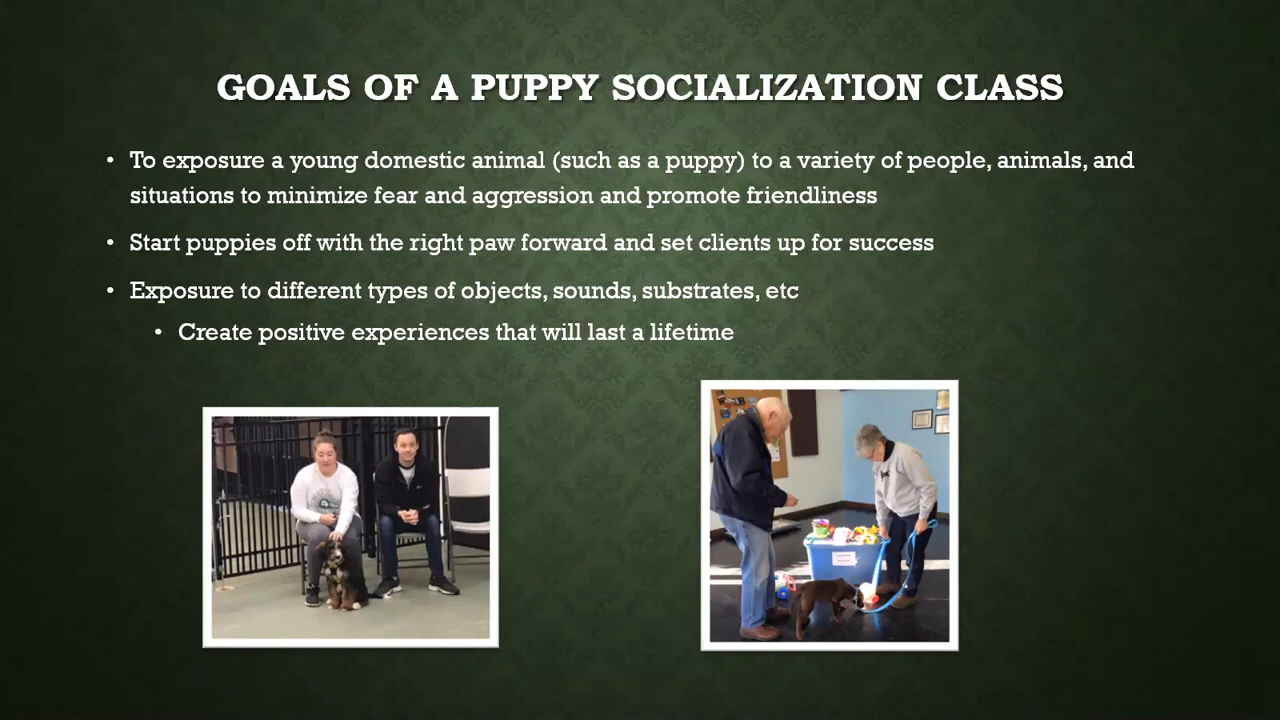 GOALS OF A PUPPY SOCIALIZATION CLASS
• To exposure a young domestic animal (such as a puppy) to a variety of people, animals, and
situations to minimize fear and aggression and promote friendliness
• Start puppies off with the right paw forward and set clients up for success
• Exposure to different types of objects, sounds, substrates, etc
• Create positive experiences that will last a lifetime